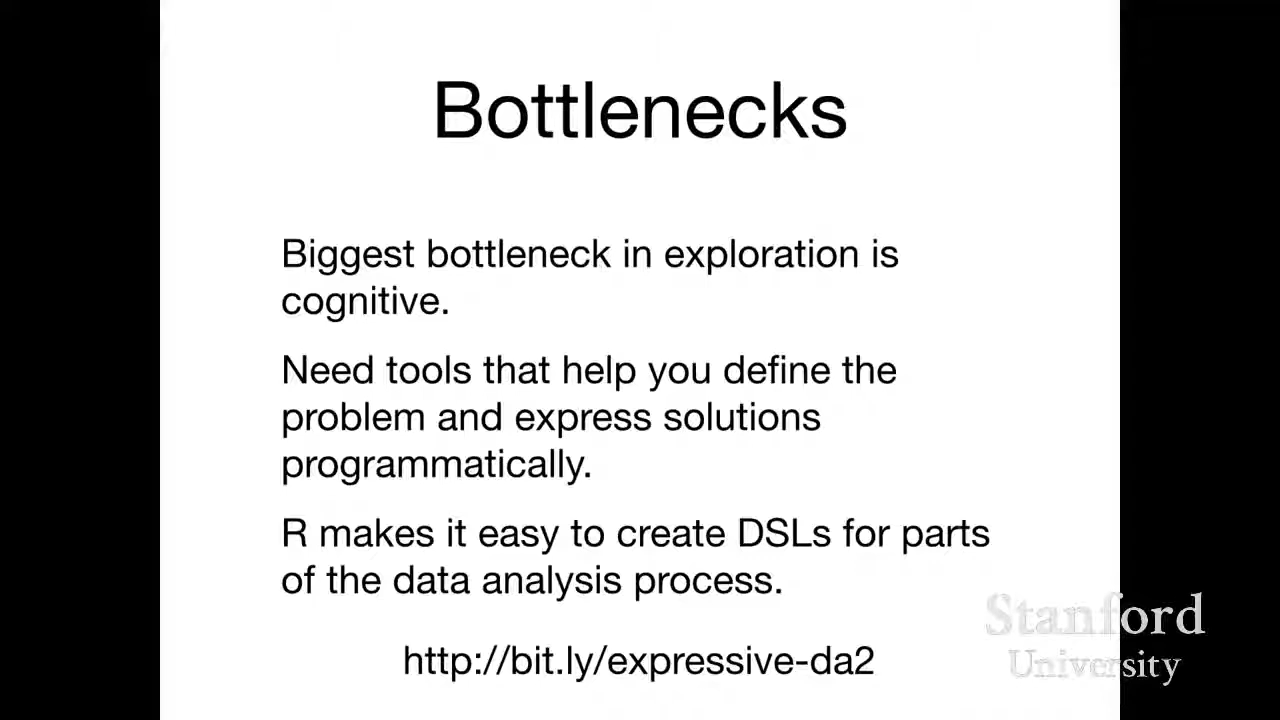 Bottlenecks
Biggest bottleneck in exploration is
cognitive.
Need tools that help you define the
problem and express solutions
programmatically.
R makes it easy to create DSLs for parts
of the data analysis process.
http://bit.ly/expressive-da2
Stanford
University